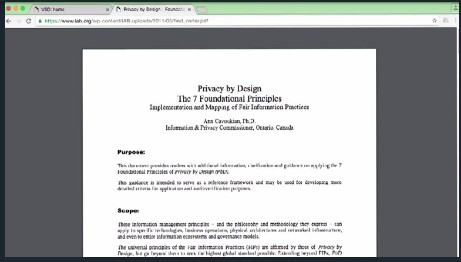 VSD: home
Privacy by Design - Foundati
https://www.iab.org/wp-content/IAB-uploads/2011/03/fred_carter.pdf
Privacy by Design
The 7 Foundational Principles
Implementation and Mapping of Fair Information Practices
Ann Cavoukian, Ph.D.
Information & Privacy Commissioner, Ontario, Canada
Purpose:
This document provides readers with additional information, clarification and guidance on applying the 7
Foundational Principles of Privacy by Design (PbD).
This guidance is intended to serve as a reference framework and may be used for developing more
detailed criteria for application and audit/verification purposes.
Scope:
These information management principles – and the philosophy and methodology they express – can
apply to specific technologies, business operations, physical architectures and networked infrastructure,
and even to entire information ecosystems and governance models.
The universal principles of the Fair Information Practices (FIPs) are affirmed by those of Privacy by
Design, but go beyond them to seek the highest global standard possible. Extending beyond FIPs, PbD